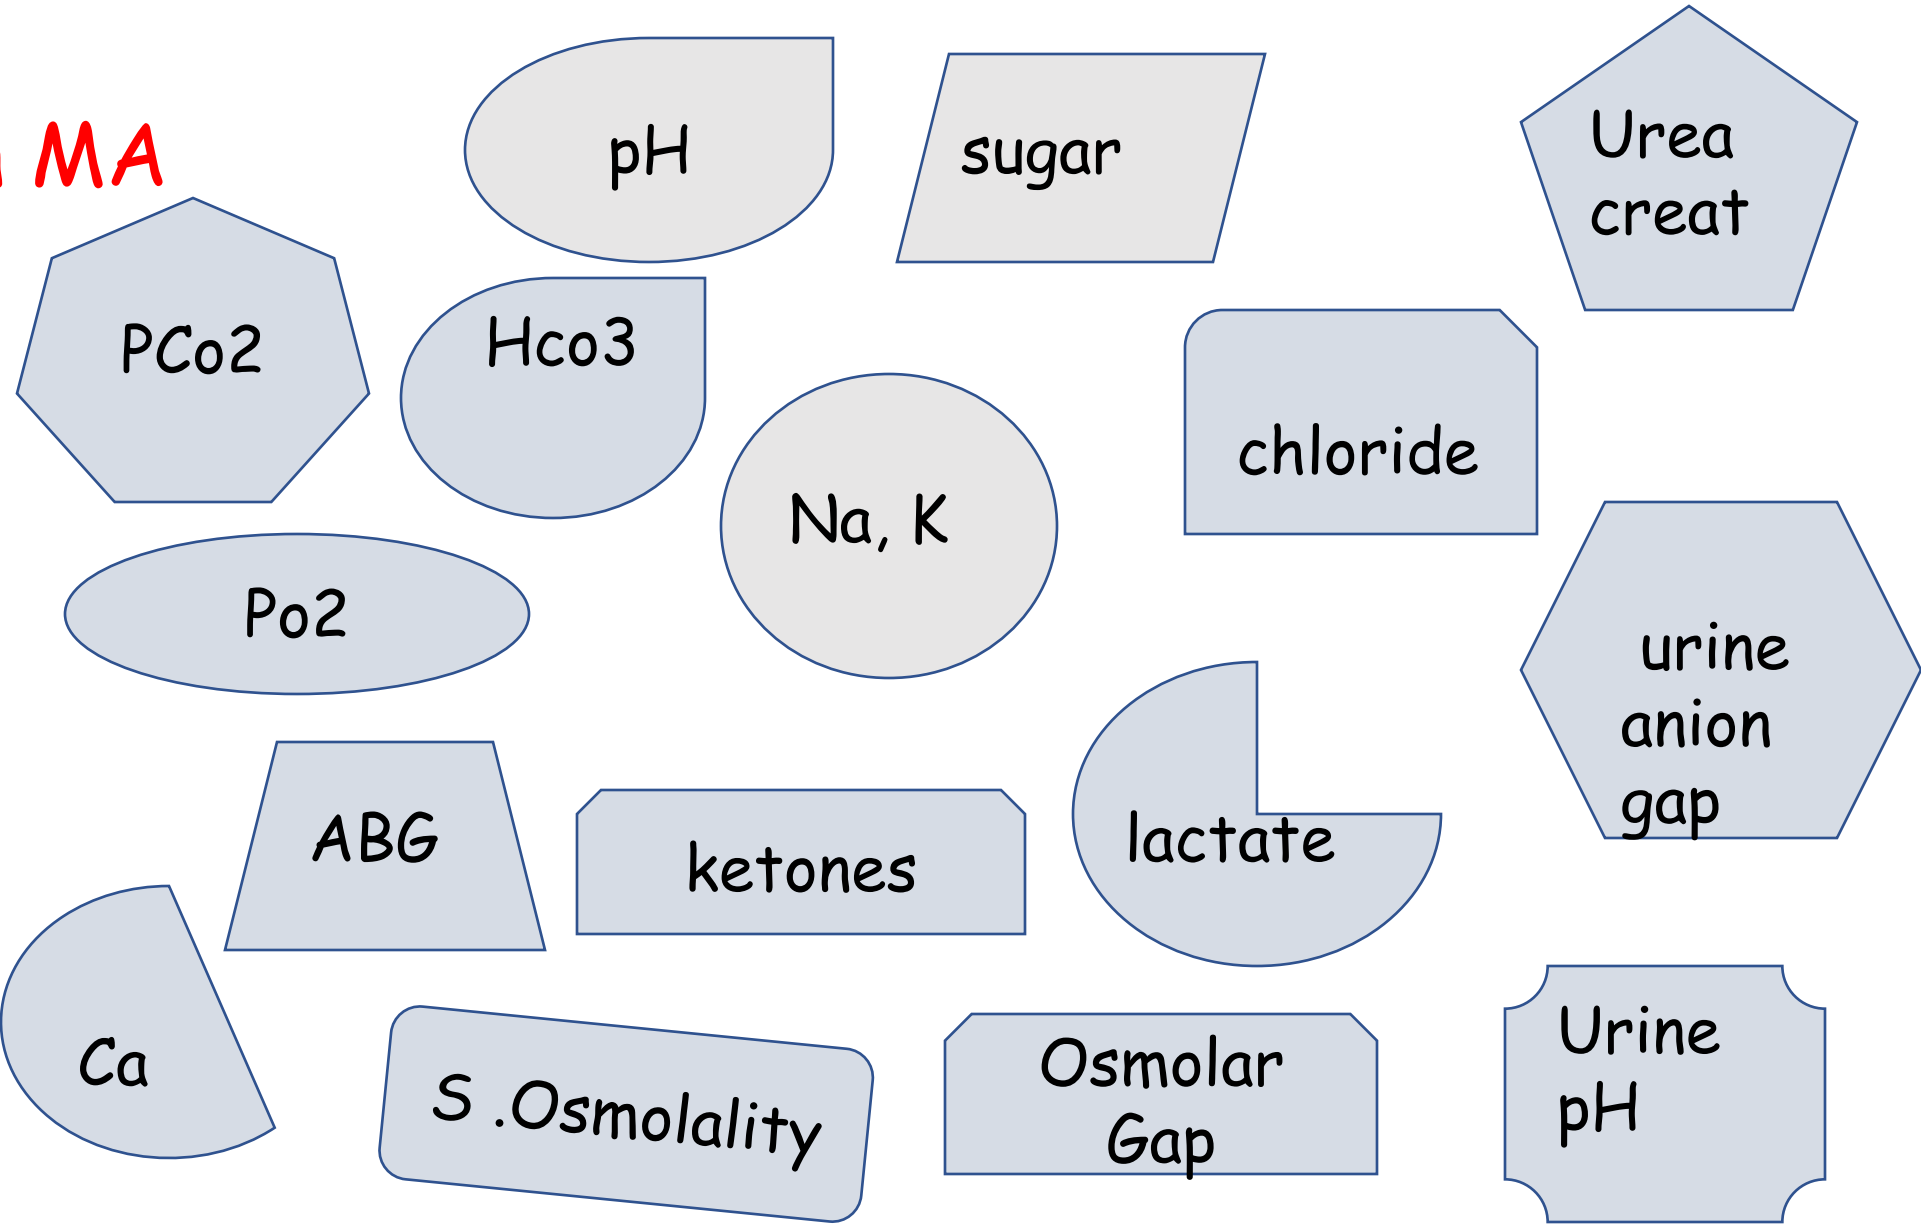 MA
pH
sugar
Urea
creat
PCo2
Hco3
chloride
Na, K
Po2
urine
anion
gap
ABG
ketones
lactate
Ca
S .Osmolality
Osmolar
Gap
Urine
pH